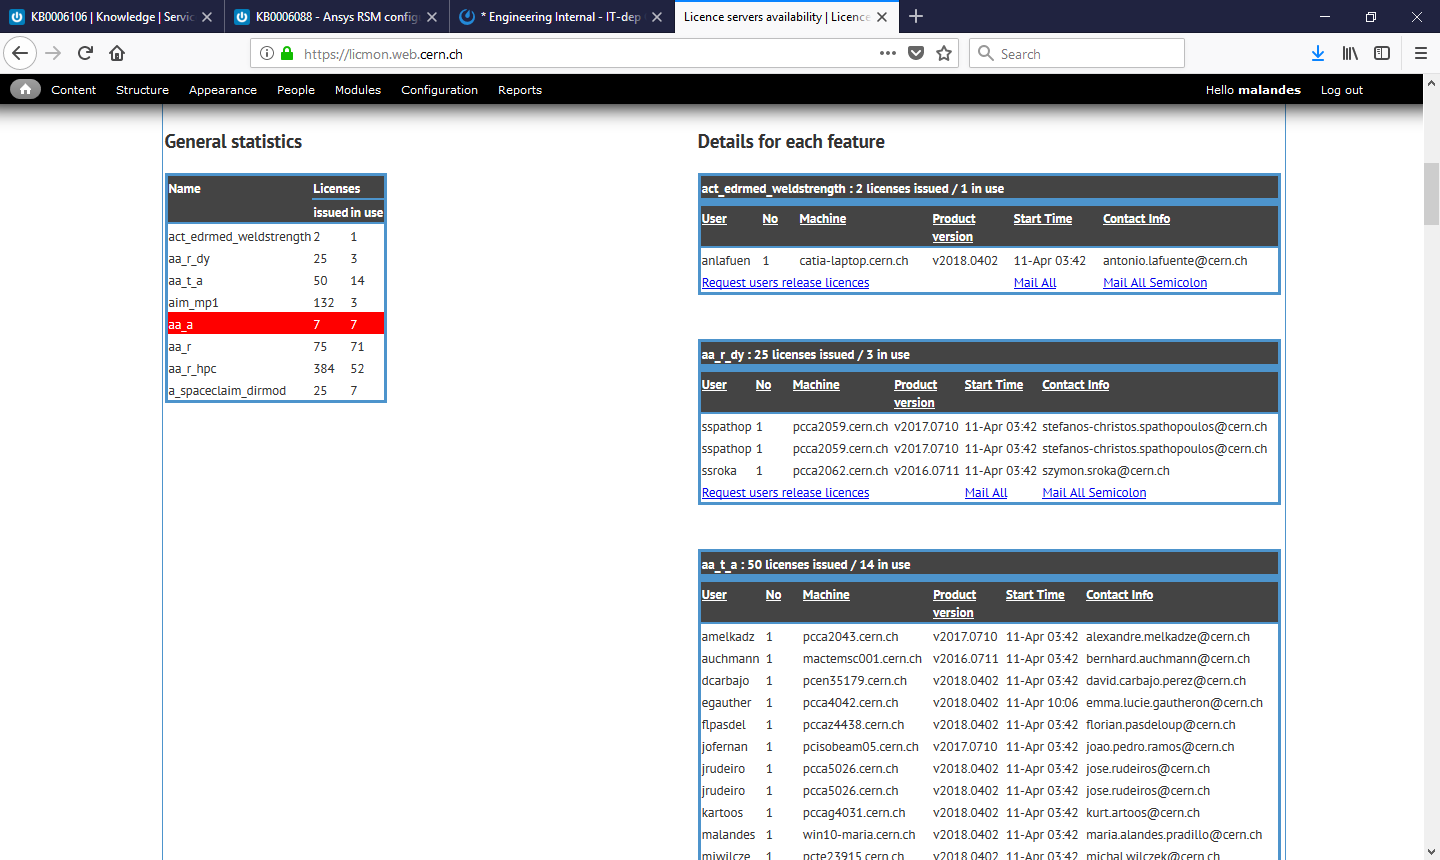 KB0006106 | Knowledge | Servic
KB0006088 - Ansys RSM config
* Engineering Internal - IT-dep
Licence servers availability | Licence
https://licmon.web.cern.ch
Search
Content Structure Appearance People Modules Configuration Reports
Hello malandes Log out
General statistics
Name Licenses
issued in use
act_edrmed_weldstrength 2 1
aa_r_dy 25 3
aa_t_a 50 14
aim_mp1 132 3
aa_a 7 7
aa_r 75 71
aa_r_hpc 384 52
a_spaceclaim_dirmod 25 7
Details for each feature
act_edrmed_weldstrength : 2 licenses issued / 1 in use
User No Machine Product version Start Time Contact Info
anlafuen 1 catia-laptop.cern.ch v2018.0402 11-Apr 03:42 antonio.lafuente@cern.ch
Request users release licences Mail All Mail All Semicolon
aa_r_dy : 25 licenses issued / 3 in use
User No Machine Product version Start Time Contact Info
sspathop 1 pcca2059.cern.ch v2017.0710 11-Apr 03:42 stefanos-christos.spathopoulos@cern.ch
sspathop 1 pcca2059.cern.ch v2017.0710 11-Apr 03:42 stefanos-christos.spathopoulos@cern.ch
ssroka 1 pcca2062.cern.ch v2016.0711 11-Apr 03:42 szymon.sroka@cern.ch
Request users release licences Mail All Mail All Semicolon
aa_t_a : 50 licenses issued / 14 in use
User No Machine Product version Start Time Contact Info
amelkadz 1 pcca2043.cern.ch v2017.0710 11-Apr 03:42 alexandre.melkadze@cern.ch
auchmann 1 mactemsc001.cern.ch v2016.0711 11-Apr 03:42 bernhard.auchmann@cern.ch
dcarbajo 1 pcen35179.cern.ch v2018.0402 11-Apr 03:42 david.carbajo.perez@cern.ch
egauther 1 pcca4042.cern.ch v2018.0402 11-Apr 10:06 emma.lucie.gautheron@cern.ch
flpasdel 1 pccaz4438.cern.ch v2018.0402 11-Apr 03:42 florian.pasdeloup@cern.ch
jofernan 1 pcisobeam05.cern.ch v2017.0710 11-Apr 03:42 joao.pedro.ramos@cern.ch
jrudeiro 1 pcca5026.cern.ch v2018.0402 11-Apr 03:42 jose.rudeiros@cern.ch
jrudeiro 1 pcca5026.cern.ch v2018.0402 11-Apr 03:42 jose.rudeiros@cern.ch
kartoos 1 pccag4031.cern.ch v2018.0402 11-Apr 03:42 kurt.artoos@cern.ch
malandes 1 win10-maria.cern.ch v2018.0402 11-Apr 03:42 maria.alandes.pradillo@cern.ch
miwilcze 1 pcte23915.cern.ch v2018.0402 11-Apr 03:42 michal.wilczek@cern.ch